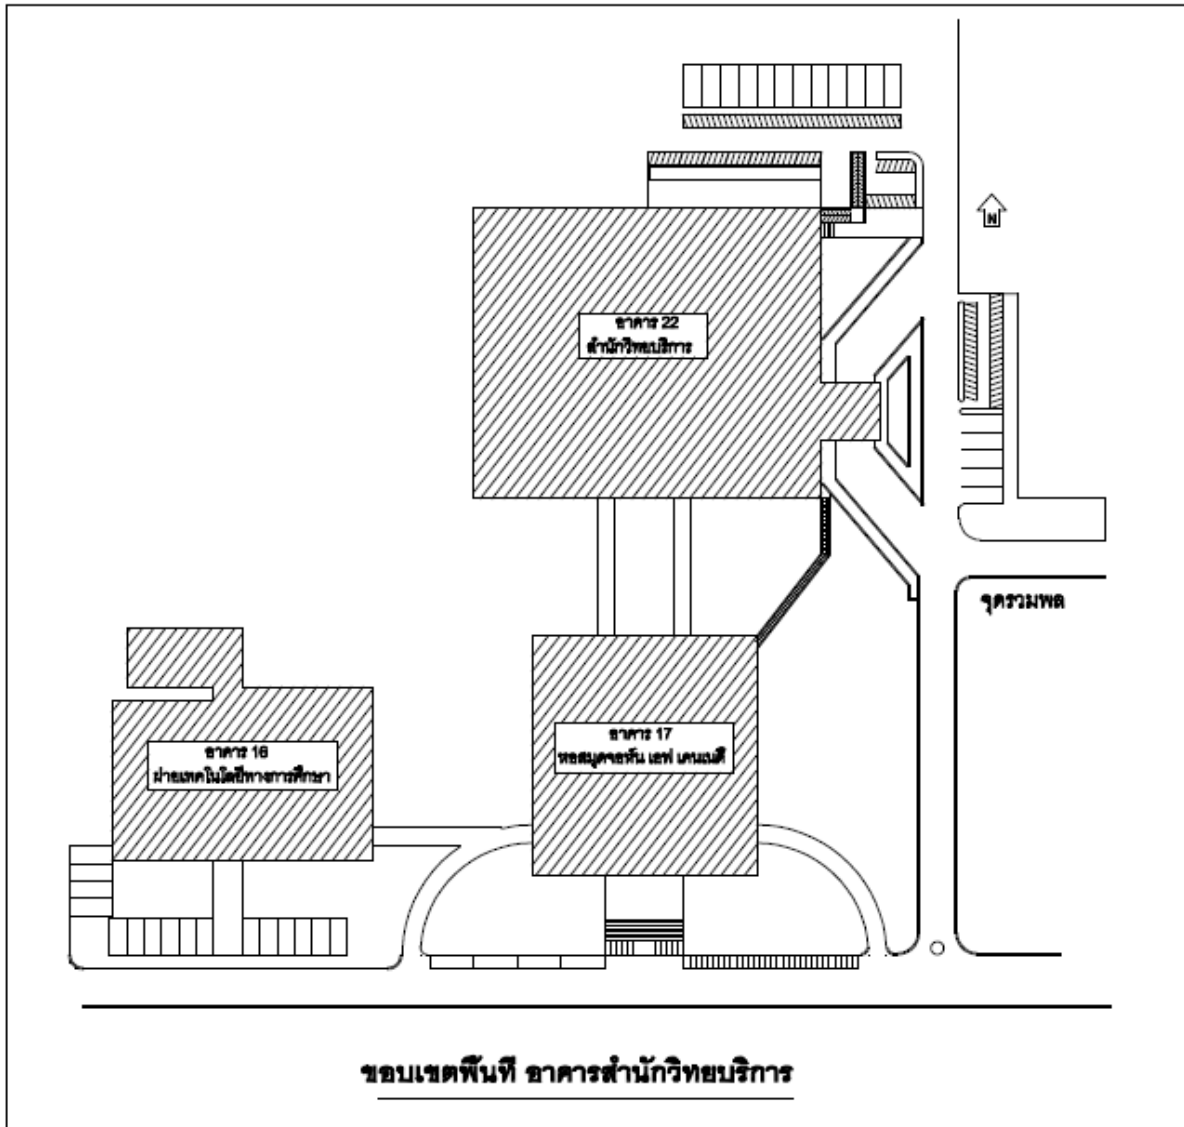 N
อาคาร 22
สำนักวิทยบริการ
จุดรวมพล
อาคาร 17
หอสมุดจอห์น เอฟ เคนเนดี้
อาคาร 16
ฝ่ายเทคโนโลยีทางการศึกษา
ขอบเขตพื้นที่ อาคารสำนักวิทยบริการ